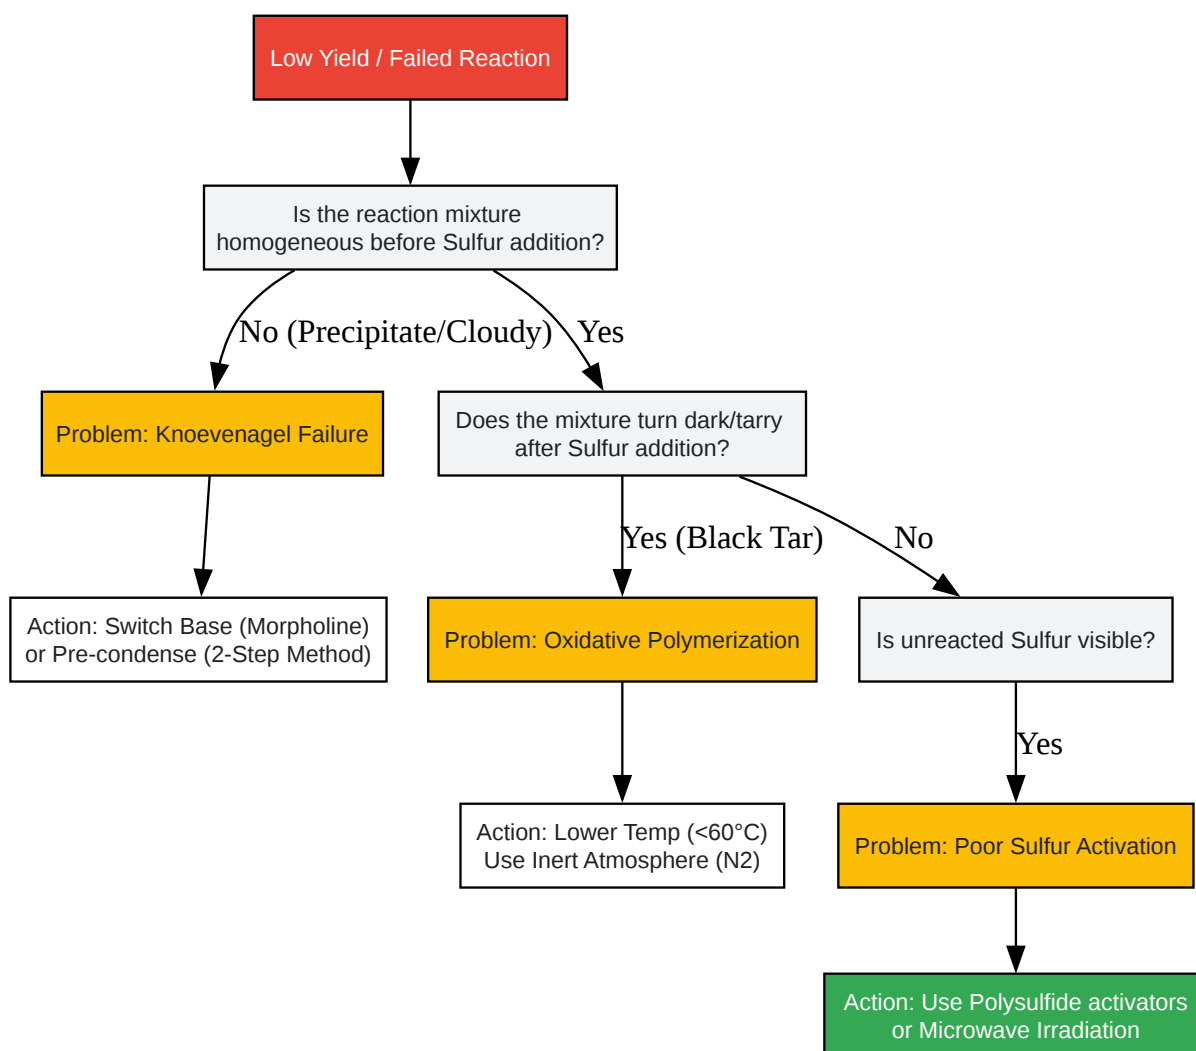 Low Yield / Failed Reaction
Is the reaction mixture
homogeneous before Sulfur addition?
No (Precipitate/Cloudy)
Yes
Problem: Knoevenagel Failure
Does the mixture turn dark/tarry
after Sulfur addition?
Yes (Black Tar)
No
Action: Switch Base (Morpholine)
or Pre-condense (2-Step Method)
Problem: Oxidative Polymerization
Is unreacted Sulfur visible?
Yes
Action: Lower Temp (<60°C)
Use Inert Atmosphere (N2)
Problem: Poor Sulfur Activation
Action: Use Polysulfide activators
or Microwave Irradiation